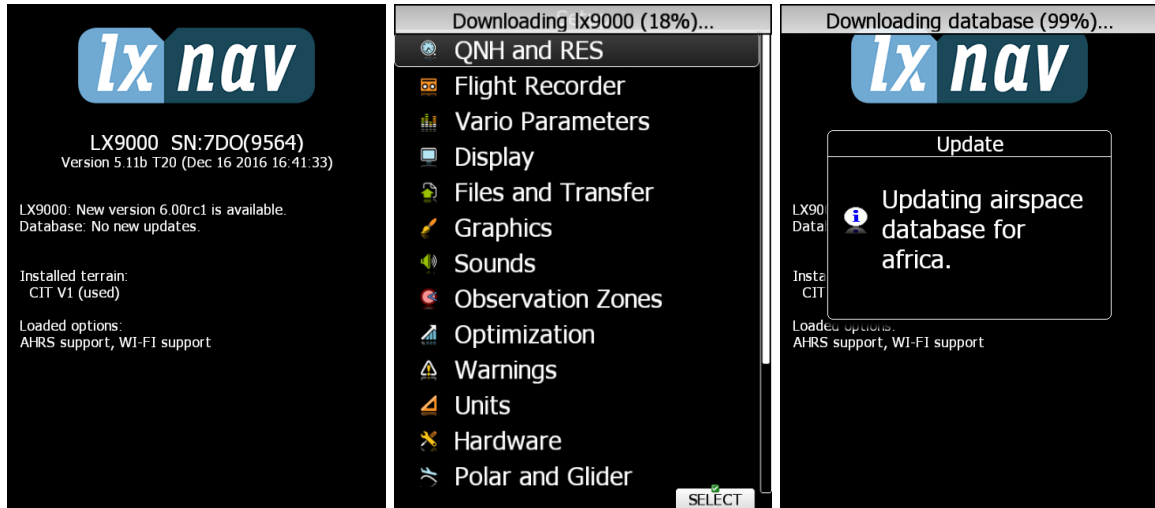 lx nav
LX9000 SN:7DO(9564)
Version 5.11b T20 (Dec 16 2016 16:41:33)
LX9000: New version 6.00rc1 is available.
Database: No new updates.
Installed terrain:
CIT V1 (used)
Loaded options:
AHRS support, WI-FI support
Downloading lx9000 (18%)...
QNH and RES
Flight Recorder
Vario Parameters
Display
Files and Transfer
Graphics
Sounds
Observation Zones
Optimization
Warnings
Units
Hardware
Polar and Glider
SELECT
Downloading database (99%)...
lx nav
Update
Updating airspace
database for
africa.
LX90
Datal
Insta
CIT
Loaded options:
AHRS support, WI-FI support